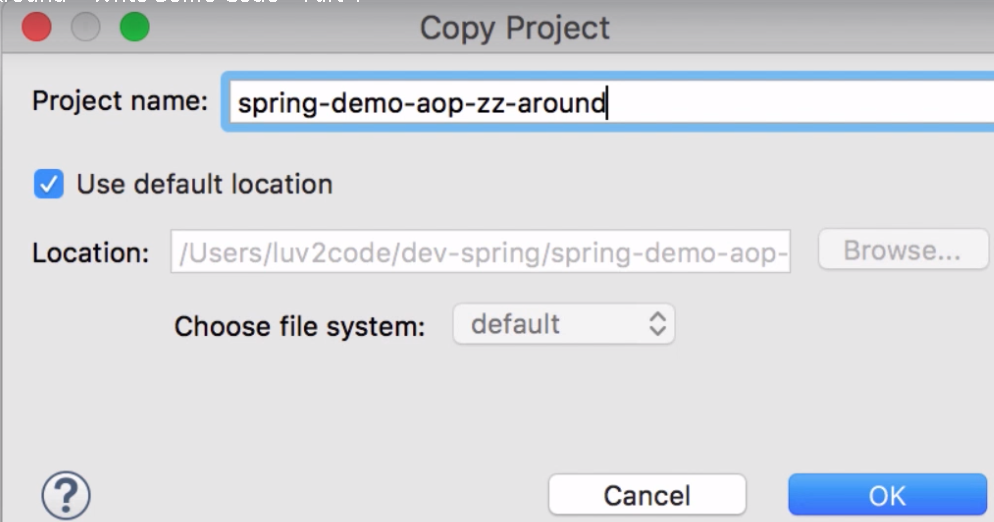 Copy Project
Project name: spring-demo-aop-zz-around
Use default location
Location: /Users/luv2code/dev-spring/spring-demo-aop- Browse...
Choose file system: default
? Cancel OK